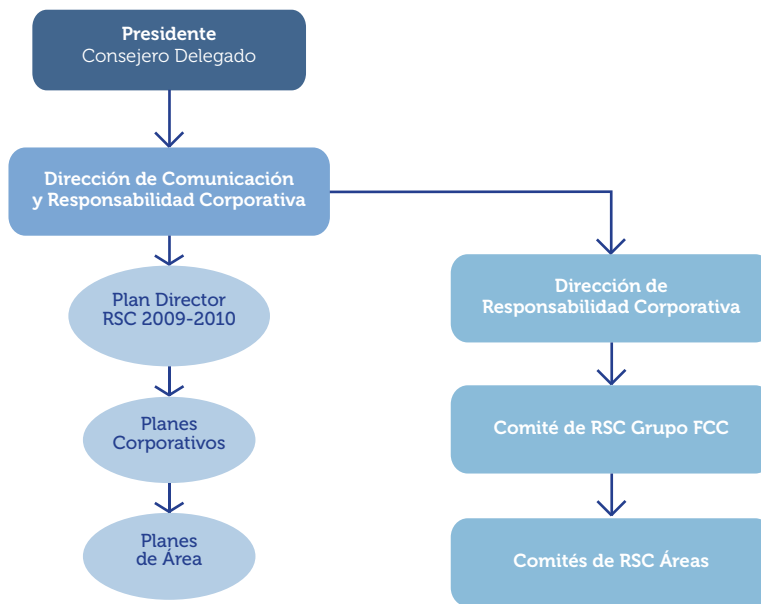 Presidente
Consejero Delegado
Dirección de Comunicación
y Responsabilidad Corporativa
Plan Director
RSC 2009-2010
Planes
Corporativos
Planes
de Área
Dirección de
Responsabilidad Corporativa
Comité de RSC Grupo FCC
Comités de RSC Áreas